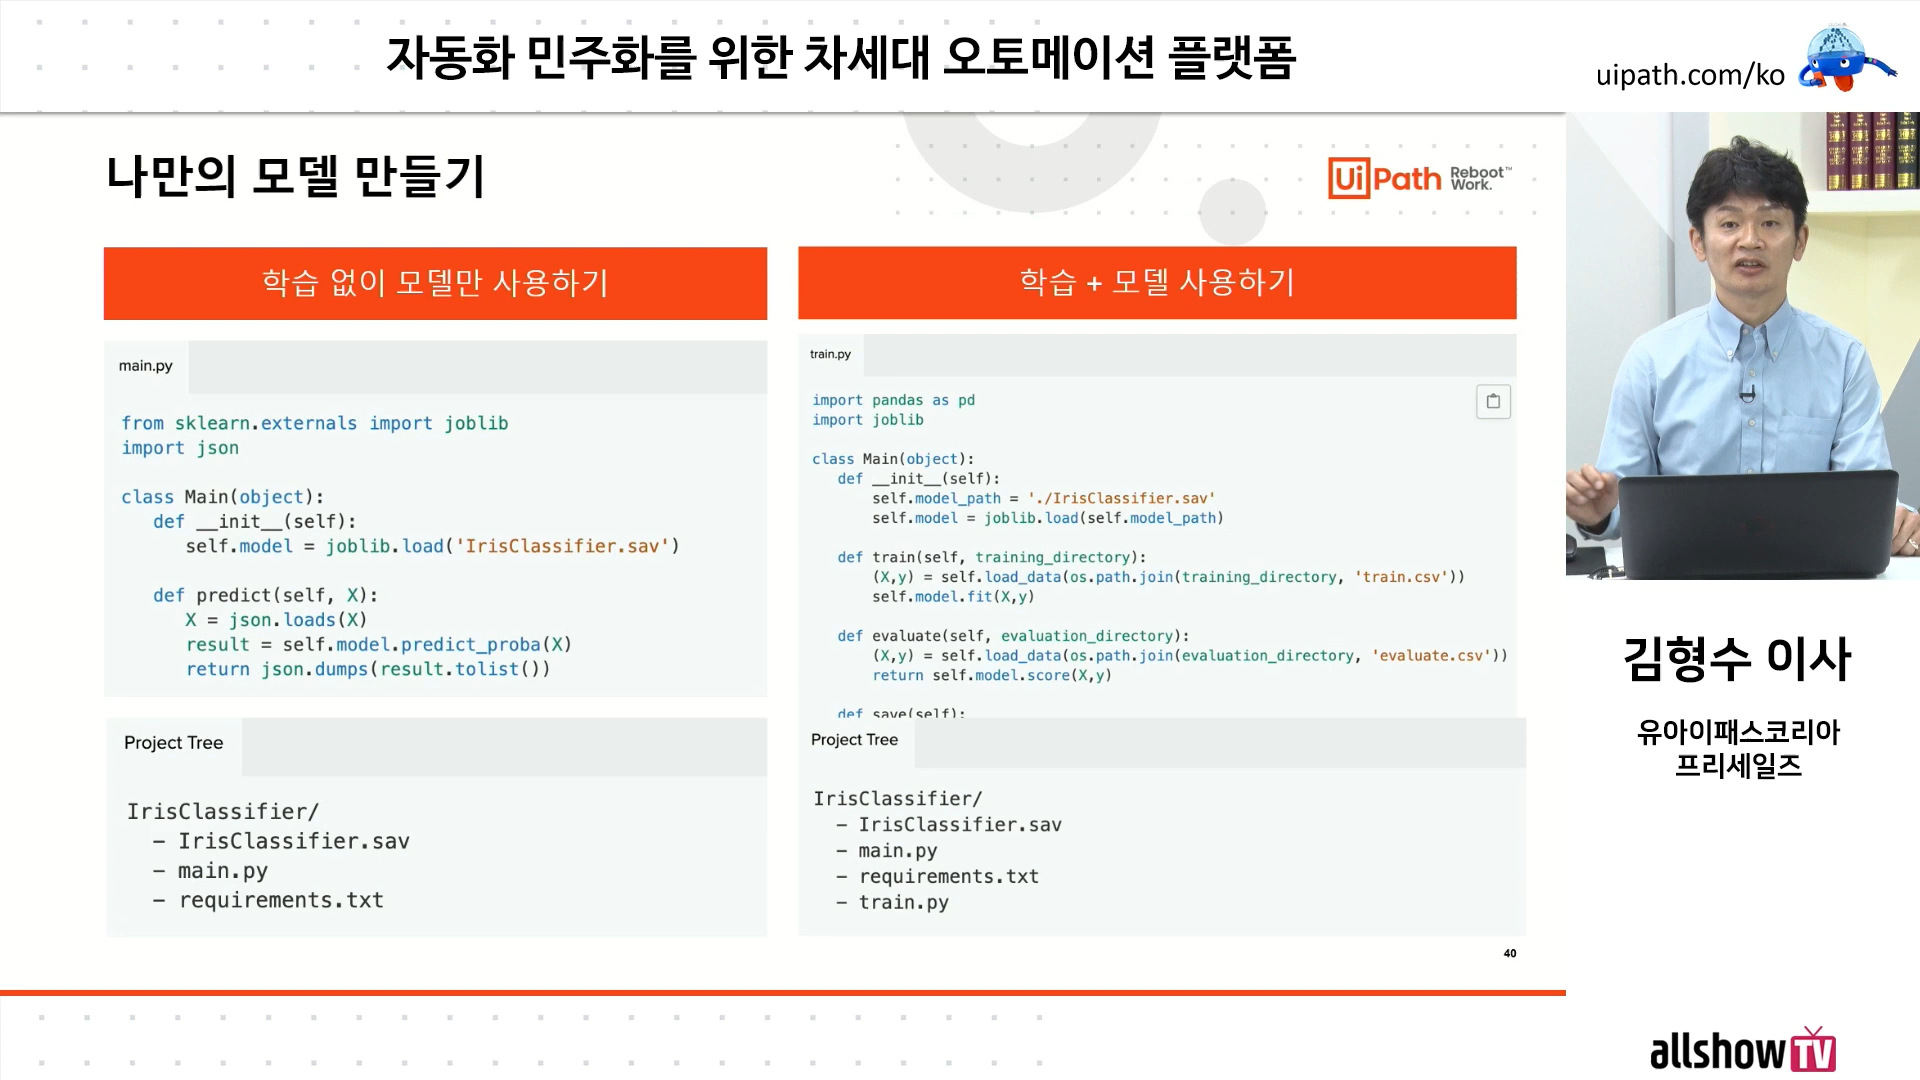 자동화 민주화를 위한 차세대 오토메이션 플랫폼
uipath.com/ko
나만의 모델 만들기
UiPath Reboot Work.™
학습 없이 모델만 사용하기
main.py
from sklearn.externals import joblib
import json
class Main(object):
def __init__(self):
self.model = joblib.load('IrisClassifier.sav')
def predict(self, X):
X = json.loads(X)
result = self.model.predict_proba(X)
return json.dumps(result.tolist())
Project Tree
IrisClassifier/
– IrisClassifier.sav
– main.py
– requirements.txt
학습 + 모델 사용하기
train.py
import pandas as pd
import joblib
class Main(object):
def __init__(self):
self.model_path = './IrisClassifier.sav'
self.model = joblib.load(self.model_path)
def train(self, training_directory):
(X,y) = self.load_data(os.path.join(training_directory, 'train.csv'))
self.model.fit(X,y)
def evaluate(self, evaluation_directory):
(X,y) = self.load_data(os.path.join(evaluation_directory, 'evaluate.csv'))
return self.model.score(X,y)
def save(self):
Project Tree
IrisClassifier/
– IrisClassifier.sav
– main.py
– requirements.txt
– train.py
40
김형수 이사
유아이패스코리아
프리세일즈
allshowTV